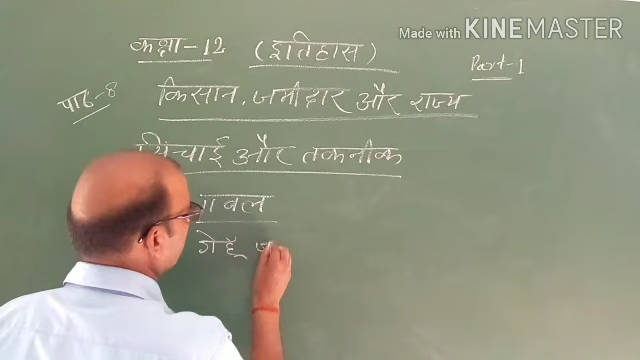 Made with KINEMASTER
कक्षा - 12 (इतिहास) Part-1
पाठ-8 किसान, जमींदार और राज्य
सिंचाई और तकनीक
गेहूँ